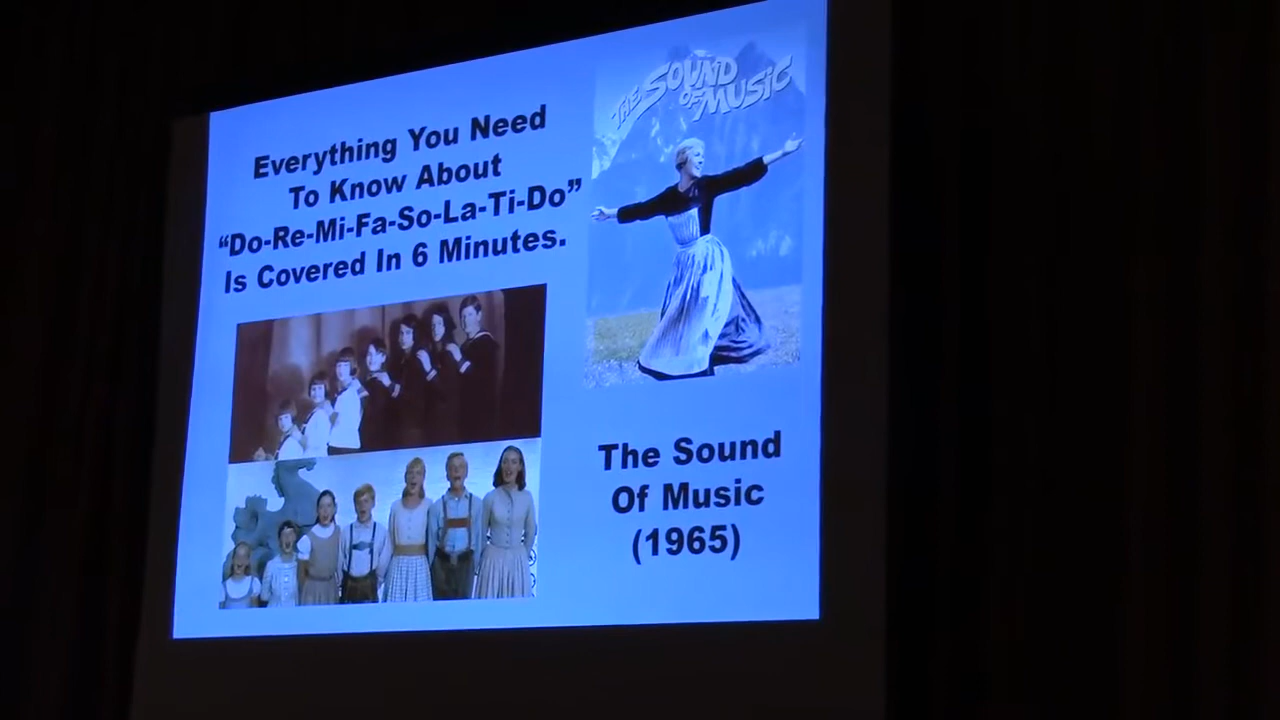 Everything You Need
To Know About
“Do-Re-Mi-Fa-So-La-Ti-Do”
Is Covered In 6 Minutes.
THE SOUND
OF MUSIC
The Sound
Of Music
(1965)